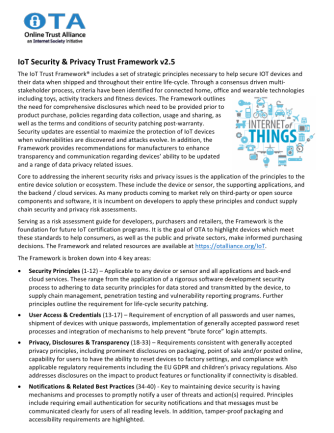 OTA
Online Trust Alliance
an Internet Society Initiative
IoT Security & Privacy Trust Framework v2.5
The IoT Trust Framework® includes a set of strategic principles necessary to help secure IOT devices and
their data when shipped and throughout their entire life-cycle. Through a consensus driven multi-
stakeholder process, criteria have been identified for connected home, office and wearable technologies
including toys, activity trackers and fitness devices. The Framework outlines
the need for comprehensive disclosures which need to be provided prior to
product purchase, policies regarding data collection, usage and sharing, as
well as the terms and conditions of security patching post-warranty.
Security updates are essential to maximize the protection of IoT devices
when vulnerabilities are discovered and attacks evolve. In addition, the
Framework provides recommendations for manufacturers to enhance
transparency and communication regarding devices' ability to be updated
and a range of data privacy related issues.
INTERNET
OF
THINGS
Core to addressing the inherent security risks and privacy issues is the application of the principles to the
entire device solution or ecosystem. These include the device or sensor, the supporting applications, and
the backend / cloud services. As many products coming to market rely on third-party or open source
components and software, it is incumbent on developers to apply these principles and conduct supply
chain security and privacy risk assessments.
Serving as a risk assessment guide for developers, purchasers and retailers, the Framework is the
foundation for future IoT certification programs. It is the goal of OTA to highlight devices which meet
these standards to help consumers, as well as the public and private sectors, make informed purchasing
decisions. The Framework and related resources are available at https://otalliance.org/IoT.
The Framework is broken down into 4 key areas:
• Security Principles (1-12) – Applicable to any device or sensor and all applications and back-end
cloud services. These range from the application of a rigorous software development security
process to adhering to data security principles for data stored and transmitted by the device, to
supply chain management, penetration testing and vulnerability reporting programs. Further
principles outline the requirement for life-cycle security patching.
• User Access & Credentials (13-17) – Requirement of encryption of all passwords and user names,
shipment of devices with unique passwords, implementation of generally accepted password reset
processes and integration of mechanisms to help prevent "brute force" login attempts.
• Privacy, Disclosures & Transparency (18-33) – Requirements consistent with generally accepted
privacy principles, including prominent disclosures on packaging, point of sale and/or posted online,
capability for users to have the ability to reset devices to factory settings, and compliance with
applicable regulatory requirements including the EU GDPR and children's privacy regulations. Also
addresses disclosures on the impact to product features or functionality if connectivity is disabled.
• Notifications & Related Best Practices (34-40) - Key to maintaining device security is having
mechanisms and processes to promptly notify a user of threats and action(s) required. Principles
include requiring email authentication for security notifications and that messages must be
communicated clearly for users of all reading levels. In addition, tamper-proof packaging and
accessibility requirements are highlighted.